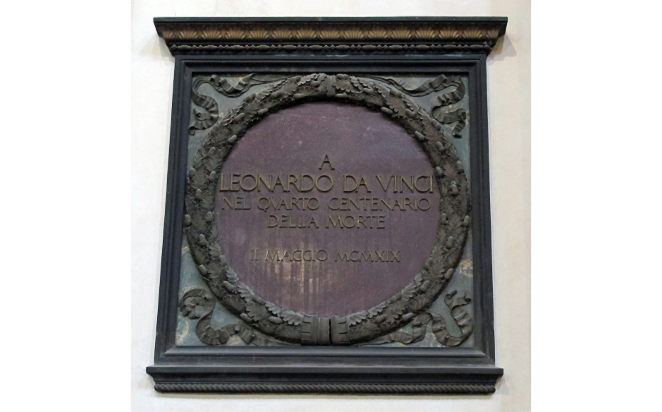 A
LEONARDO DA VINCI
NEL QVARTO CENTENARIO
DELLA MORTE
II MAGGIO MCMXIX